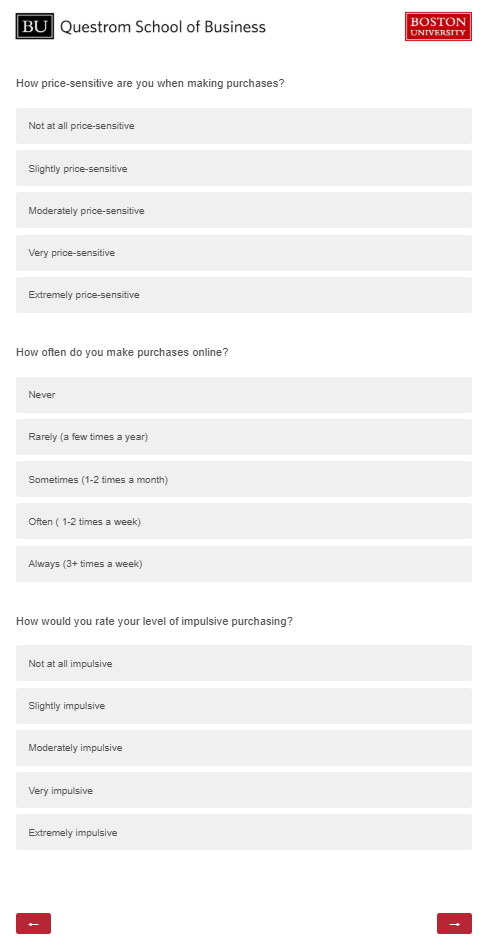 BU Questrom School of Business
BOSTON
UNIVERSITY
How price-sensitive are you when making purchases?
Not at all price-sensitive
Slightly price-sensitive
Moderately price-sensitive
Very price-sensitive
Extremely price-sensitive
How often do you make purchases online?
Never
Rarely (a few times a year)
Sometimes (1-2 times a month)
Often ( 1-2 times a week)
Always (3+ times a week)
How would you rate your level of impulsive purchasing?
Not at all impulsive
Slightly impulsive
Moderately impulsive
Very impulsive
Extremely impulsive
← →